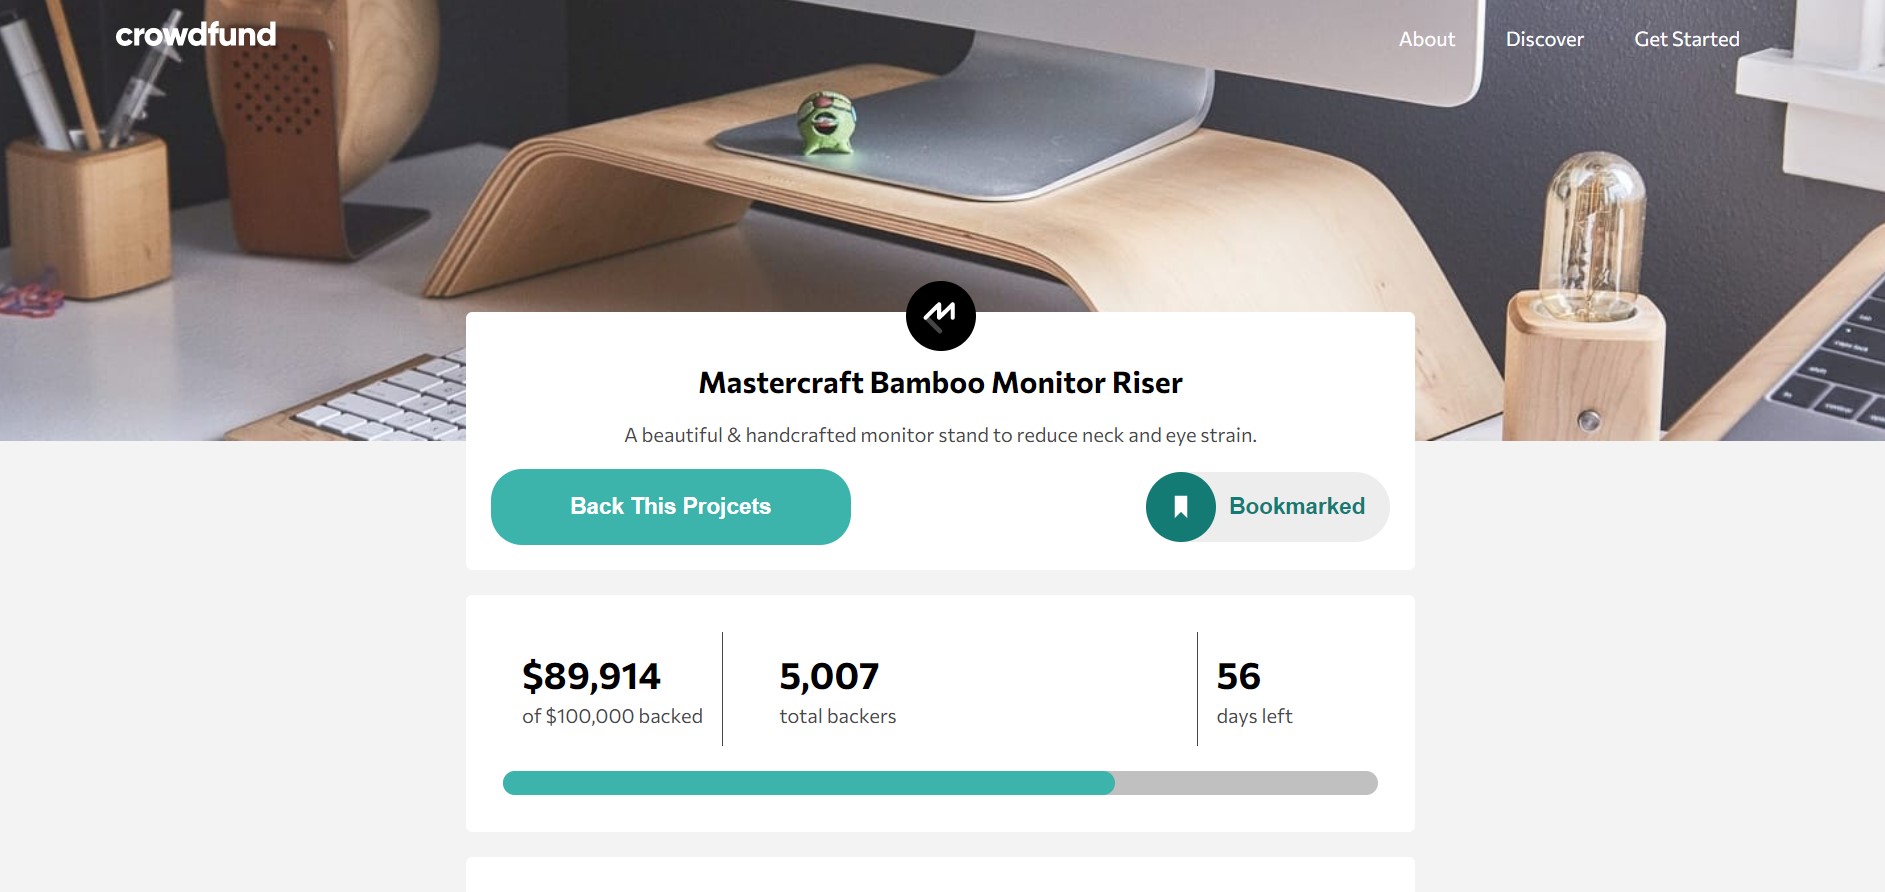 crowdfund
About
Discover
Get Started
Mastercraft Bamboo Monitor Riser
A beautiful & handcrafted monitor stand to reduce neck and eye strain.
Back This Projcets
Bookmarked
$89,914
of $100,000 backed
5,007
total backers
56
days left